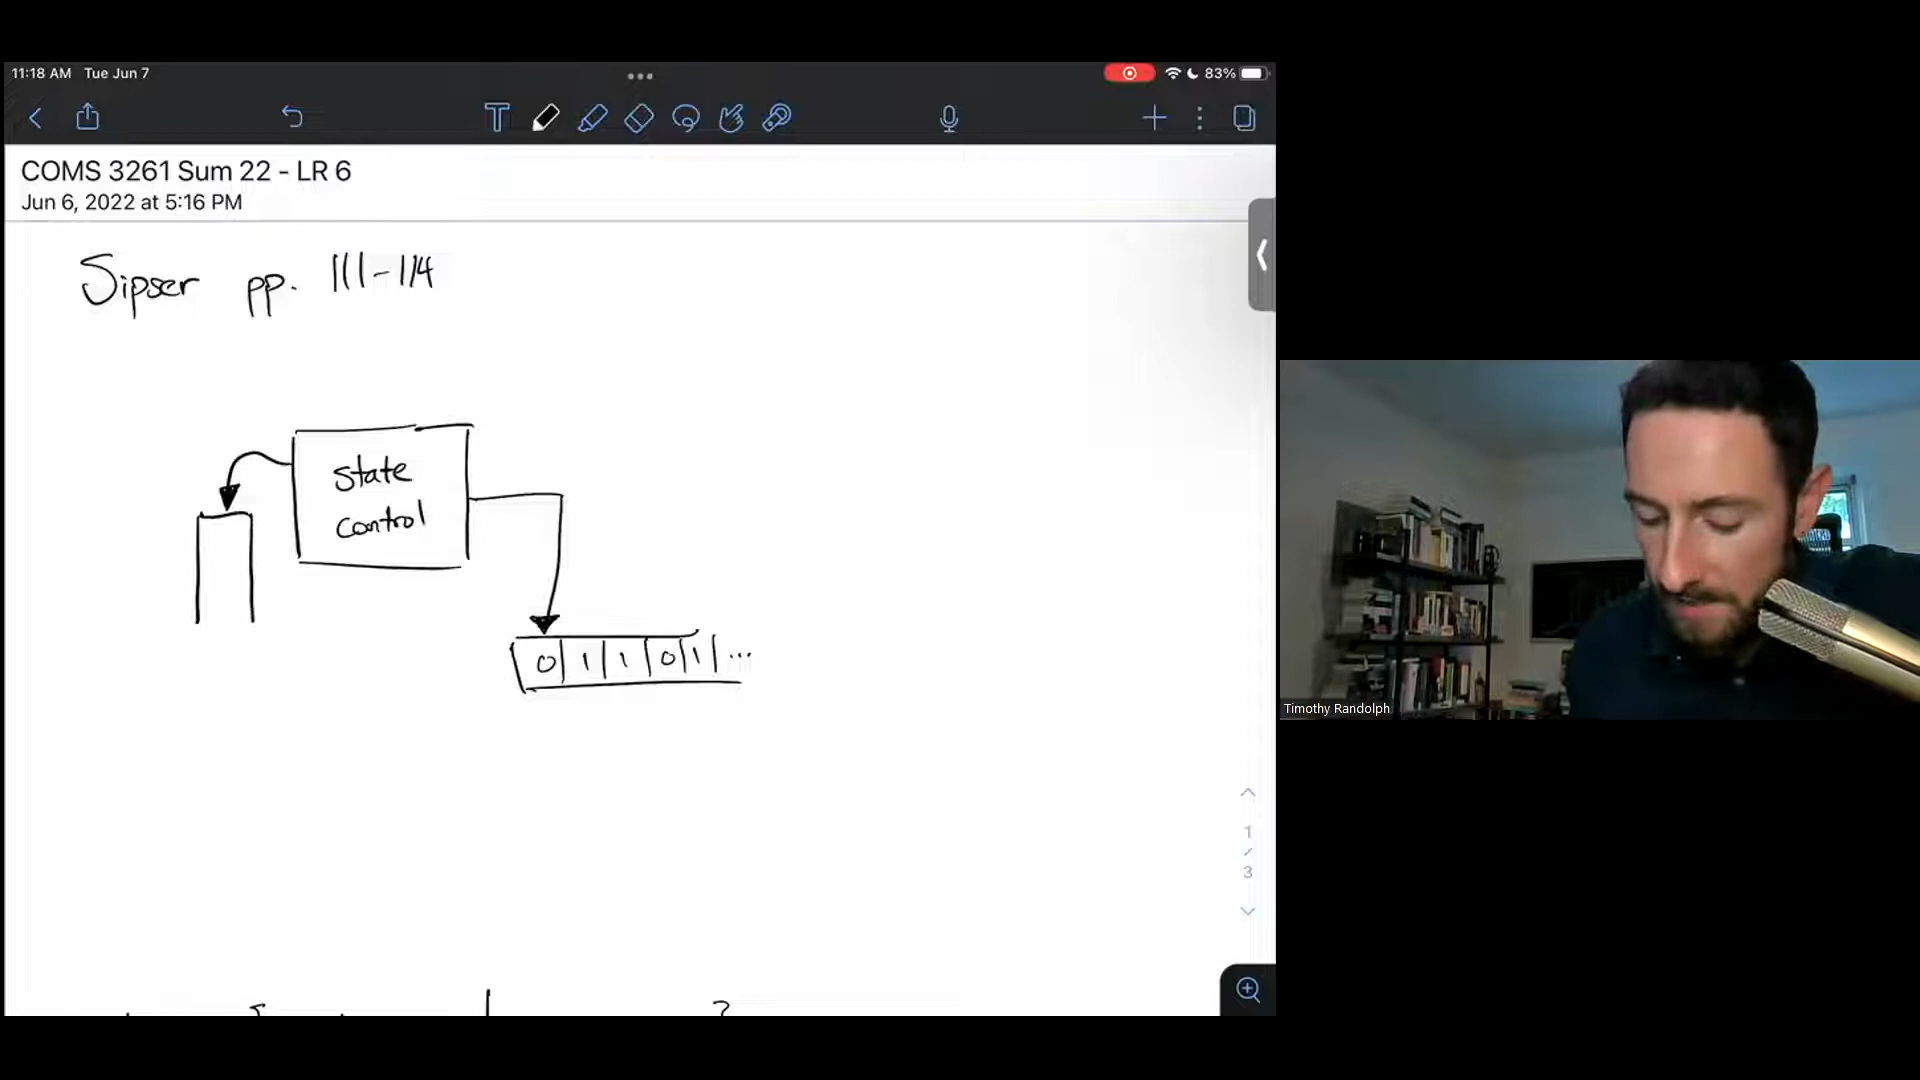 11:18 AM Tue Jun 7
83%
COMS 3261 Sum 22 - LR 6
Jun 6, 2022 at 5:16 PM
Sipser pp. 111-114
state
control
0 1 1 0 1 ...
1
/
3
Timothy Randolph